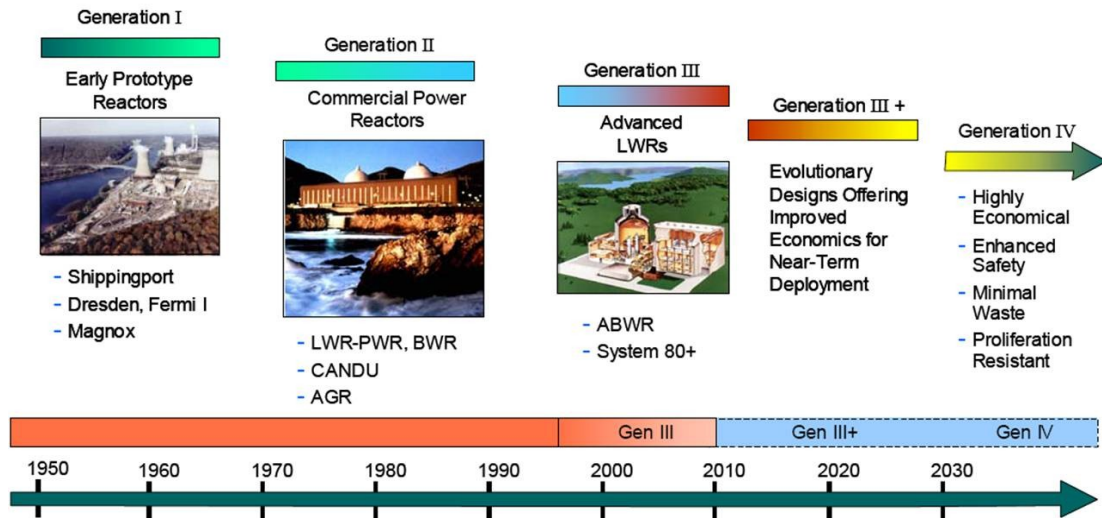 Generation I
Early Prototype
Reactors
- Shippingport
- Dresden, Fermi I
- Magnox
Generation II
Commercial Power
Reactors
- LWR-PWR, BWR
- CANDU
- AGR
Generation III
Advanced
LWRs
- ABWR
- System 80+
Generation III +
Evolutionary
Designs Offering
Improved
Economics for
Near-Term
Deployment
Generation IV
- Highly
Economical
- Enhanced
Safety
- Minimal
Waste
- Proliferation
Resistant
Gen III
Gen III+
Gen IV
1950
1960
1970
1980
1990
2000
2010
2020
2030